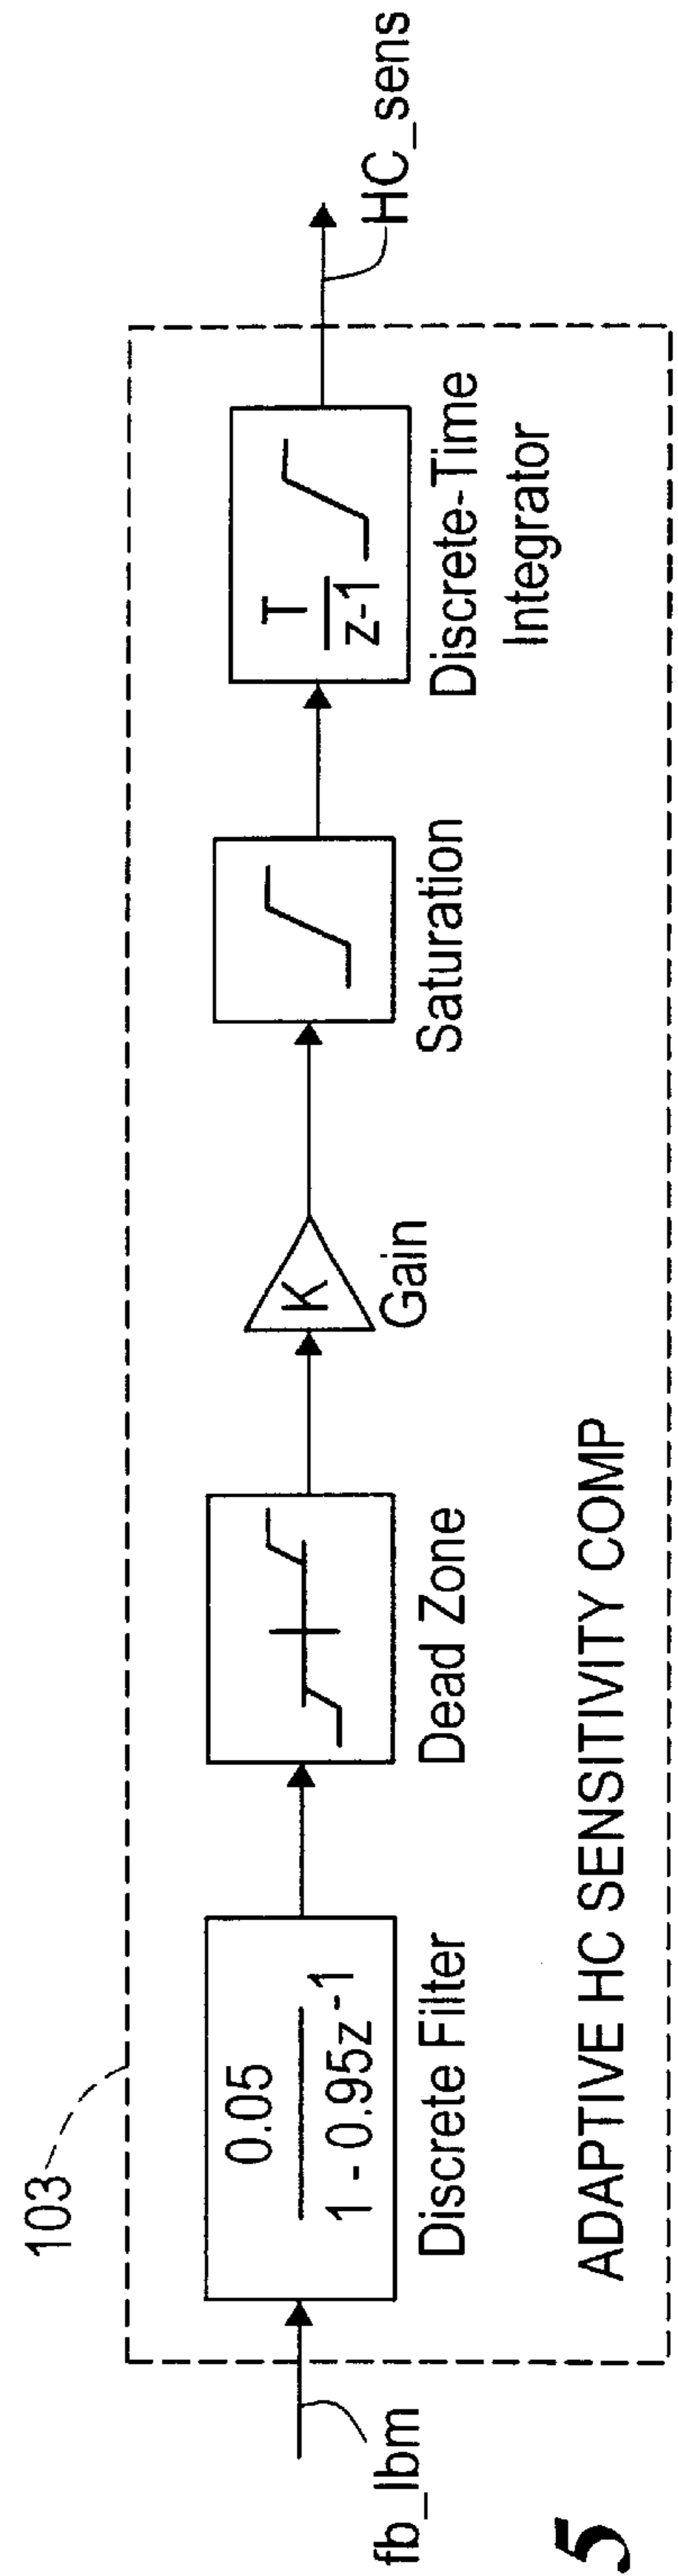 103
fb_lbm
0.05
1 - 0.95z⁻¹
Discrete Filter
Dead Zone
K
Gain
Saturation
T
z-1
Discrete-Time
Integrator
HC_sens
ADAPTIVE HC SENSITIVITY COMP
5